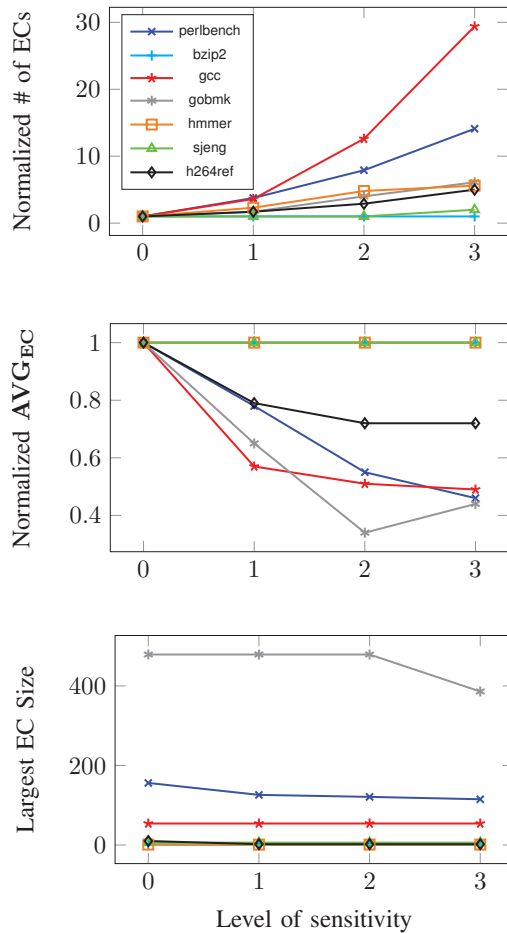 Normalized # of ECs
30
20
10
0
perlbench
bzip2
gcc
gobmk
hmmer
sjeng
h264ref
0 1 2 3
Normalized AVG_EC
1
0.8
0.6
0.4
0 1 2 3
Largest EC Size
400
200
0
0 1 2 3
Level of sensitivity